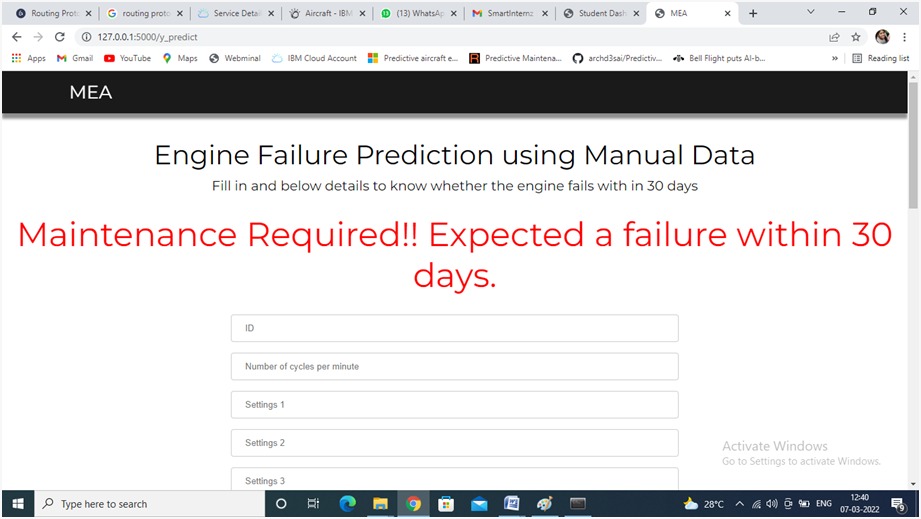 Routing Proto
routing proto
Service Detail
Aircraft - IBM
(13) WhatsAp
SmartInternz
Student Dash
MEA
127.0.0.1:5000/y_predict
Apps
Gmail
YouTube
Maps
Webminal
IBM Cloud Account
Predictive aircraft e...
Predictive Maintena...
archd3sai/Predictiv...
Bell Flight puts AI-b...
»
Reading list
MEA
Engine Failure Prediction using Manual Data
Fill in and below details to know whether the engine fails with in 30 days
Maintenance Required!! Expected a failure within 30
days.
ID
Number of cycles per minute
Settings 1
Settings 2
Settings 3
Activate Windows
Go to Settings to activate Windows.
Type here to search
28°C
ENG
12:40
07-03-2022
9